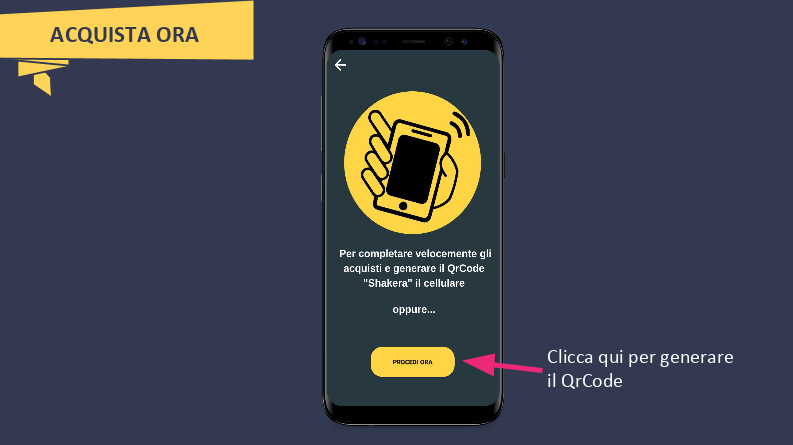 ACQUISTA ORA
Per completare velocemente gli
acquisti e generare il QrCode
"Shakera" il cellulare
oppure...
PROCEDI ORA
Clicca qui per generare
il QrCode